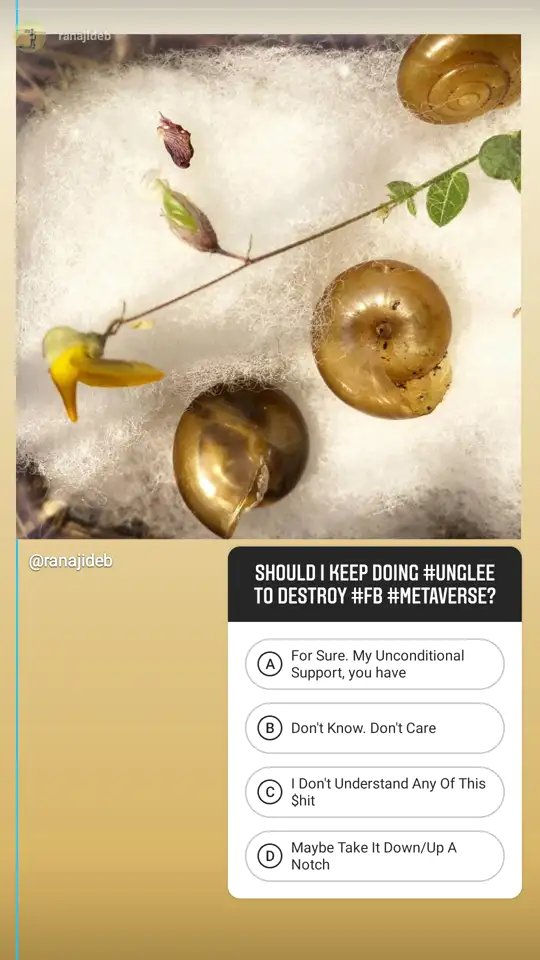 ranajideb
@ranajideb
SHOULD I KEEP DOING #UNGLEE
TO DESTROY #FB #METAVERSE?
A
For Sure. My Unconditional
Support, you have
B
Don't Know. Don't Care
C
I Don't Understand Any Of This
$hit
D
Maybe Take It Down/Up A
Notch